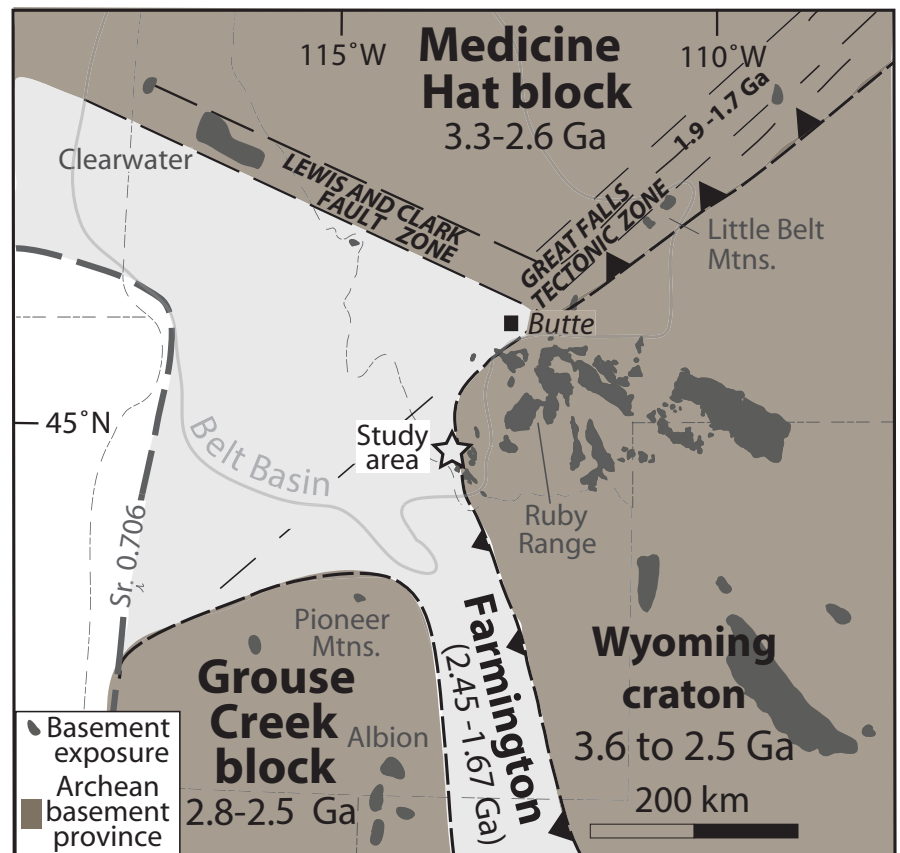 115˚W
110˚W
Medicine
Hat block
3.3-2.6 Ga
1.9 -1.7 Ga
Clearwater
LEWIS AND CLARK
FAULT ZONE
GREAT FALLS
TECTONIC ZONE
Little Belt
Mtns.
Butte
45˚N
Study
area
Belt Basin
Ruby
Range
Sr. 0.706
Pioneer
Mtns.
Farmington
(2.45 -1.67 Ga)
Wyoming
craton
3.6 to 2.5 Ga
Grouse
Creek
block
2.8-2.5 Ga
Albion
200 km
Basement
exposure
Archean
basement
province